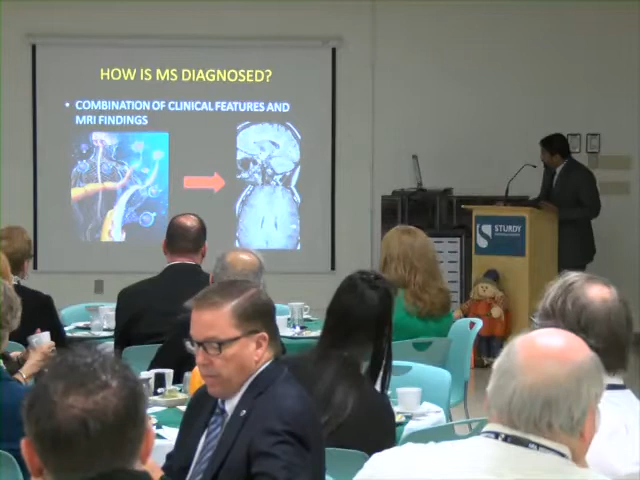 HOW IS MS DIAGNOSED?
• COMBINATION OF CLINICAL FEATURES AND
MRI FINDINGS
STURDY